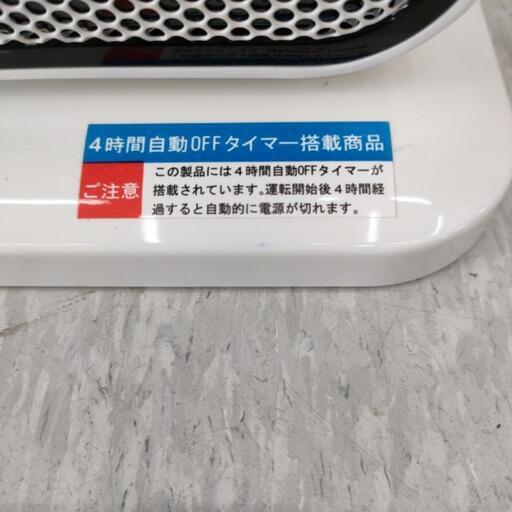 4時間自動OFFタイマー搭載商品
ご注意
この製品には4時間自動OFFタイマーが
搭載されています。運転開始後4時間経
過すると自動的に電源が切れます。